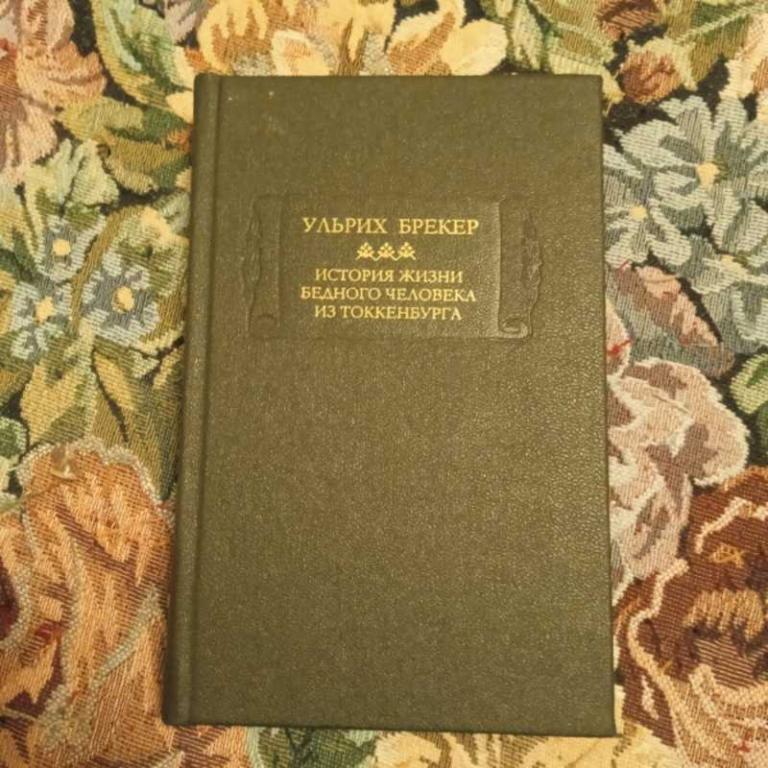 УЛЬРИХ БРЕКЕР
ИСТОРИЯ ЖИЗНИ
БЕДНОГО ЧЕЛОВЕКА
ИЗ ТОККЕНБУРГА